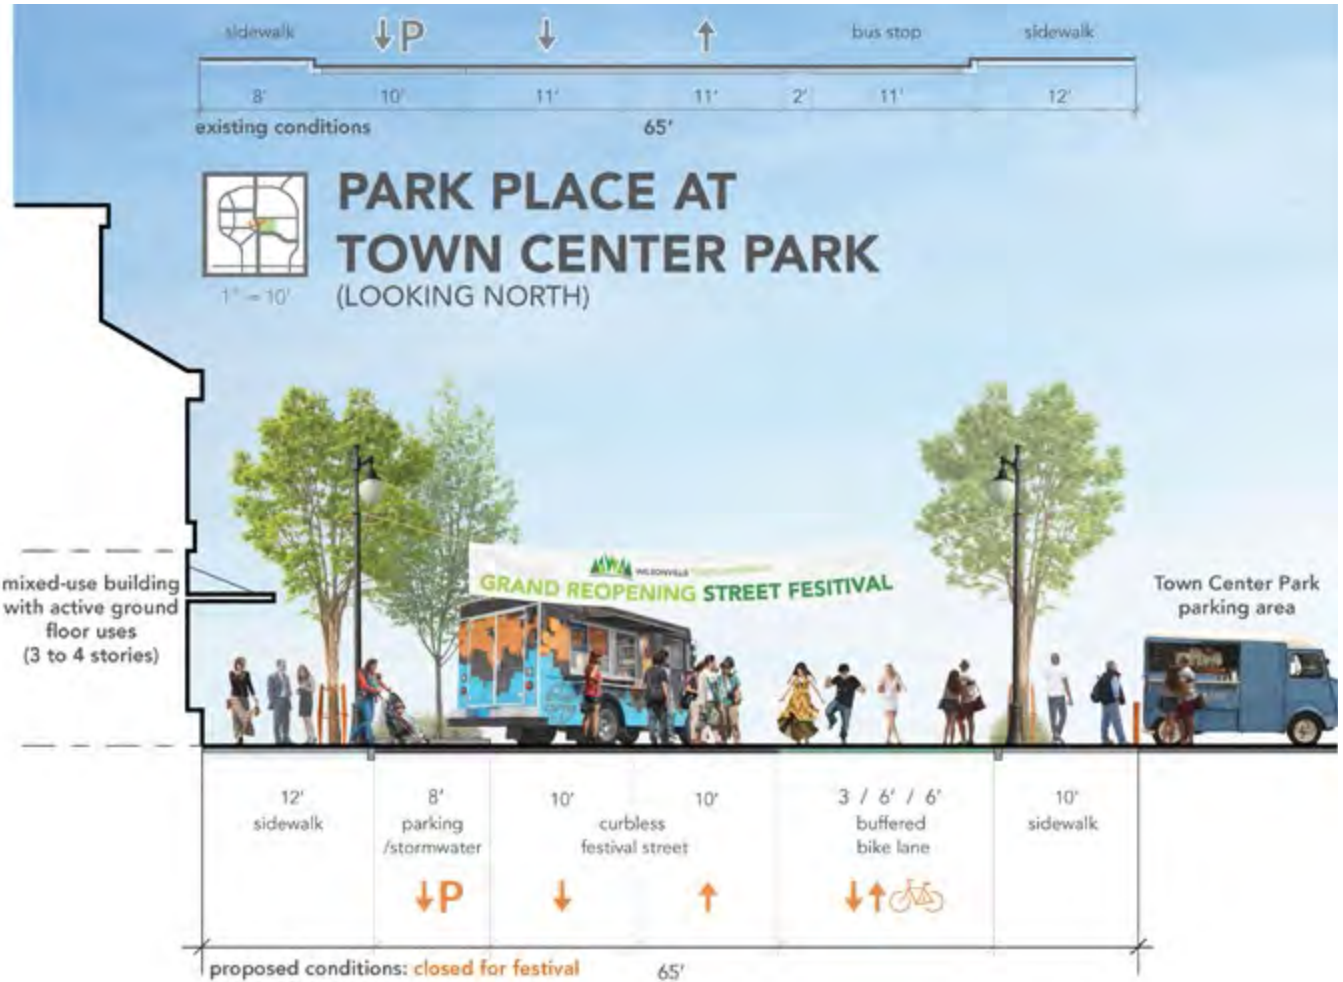 sidewalk P bus stop sidewalk
8' 10' 11' 11' 2' 11' 12'
existing conditions 65'
PARK PLACE AT
TOWN CENTER PARK
1" = 10' (LOOKING NORTH)
WILSONVILLE
GRAND REOPENING STREET FESITIVAL
mixed-use building
with active ground
floor uses
(3 to 4 stories)
Town Center Park
parking area
12' 8' 10' 10' 3 / 6' / 6' 10'
sidewalk parking curbless buffered sidewalk
/stormwater festival street bike lane
P
proposed conditions: closed for festival 65'